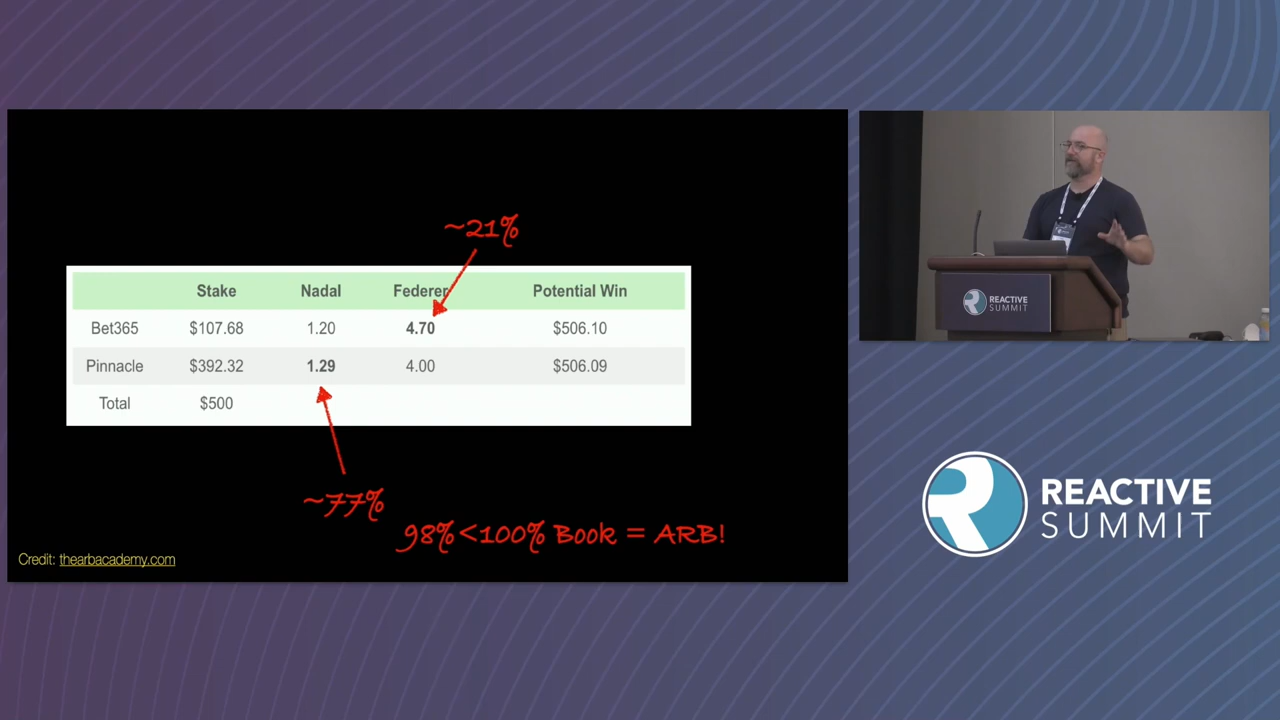 ~21%
Stake Nadal Federer Potential Win
Bet365 $107.68 1.20 4.70 $506.10
Pinnacle $392.32 1.29 4.00 $506.09
Total $500
~77%
98%<100% Book = ARB!
Credit: thearbacademy.com
REACTIVE
SUMMIT
REACTIVE
SUMMIT